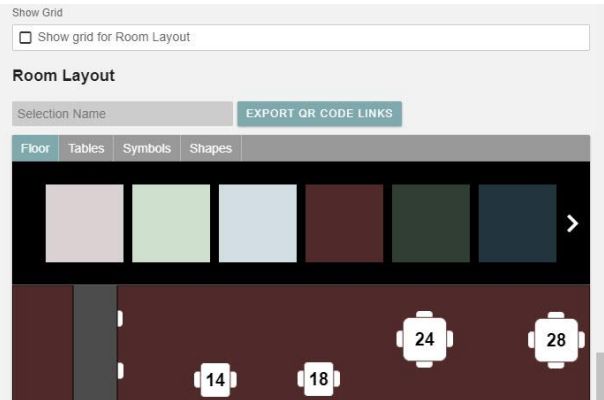 Show Grid
Show grid for Room Layout
Room Layout
Selection Name EXPORT QR CODE LINKS
Floor Tables Symbols Shapes
24 28
14 18